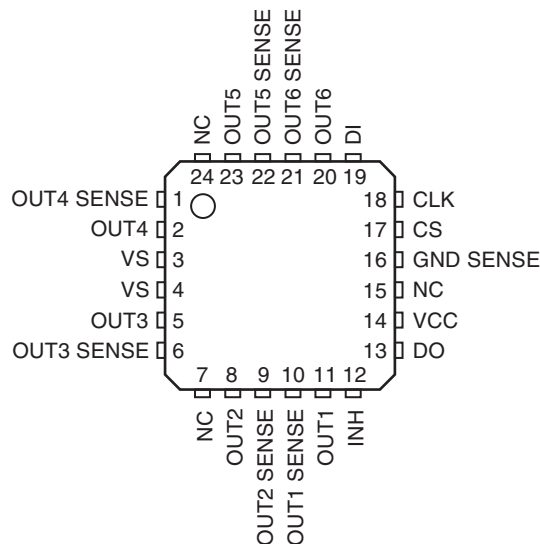 NC
OUT5
OUT5 SENSE
OUT6 SENSE
OUT6
DI
24 23 22 21 20 19
OUT4 SENSE 1
OUT4 2
VS 3
VS 4
OUT3 5
OUT3 SENSE 6
18 CLK
17 CS
16 GND SENSE
15 NC
14 VCC
13 DO
7 8 9 10 11 12
NC
OUT2
OUT2 SENSE
OUT1 SENSE
OUT1
INH